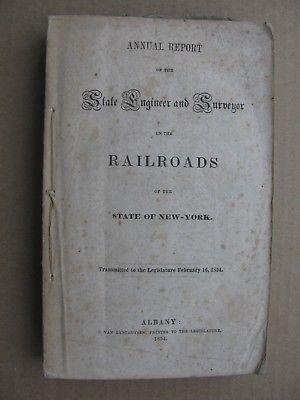 ANNUAL REPORT
OF THE
State Engineer and Surveyor
ON THE
RAILROADS
OF THE
STATE OF NEW-YORK.
Transmitted to the Legislature February 16, 1854.
ALBANY:
C. VAN BENTHUYSEN, PRINTER TO THE LEGISLATURE.
1854.